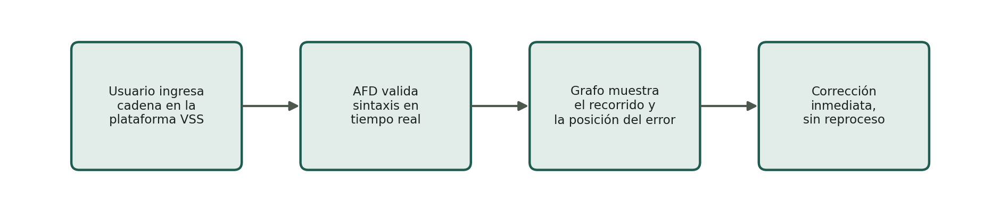 Usuario ingresa
cadena en la
plataforma VSS
AFD valida
sintaxis en
tiempo real
Grafo muestra
el recorrido y
la posición del error
Corrección
inmediata,
sin reproceso